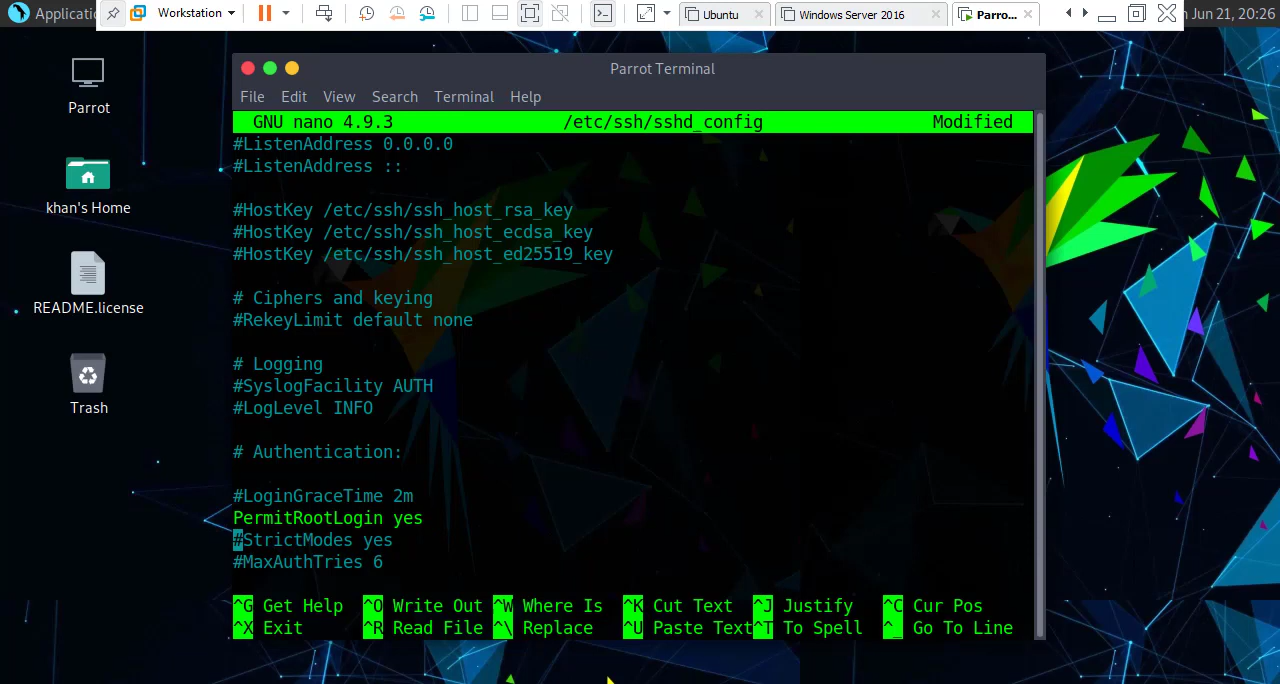 Applicati
Workstation
Ubuntu
Windows Server 2016
Parro...
Jun 21, 20:26
Parrot
khan's Home
README.license
Trash
Parrot Terminal
File Edit View Search Terminal Help
GNU nano 4.9.3 /etc/ssh/sshd_config Modified
#ListenAddress 0.0.0.0
#ListenAddress ::
#HostKey /etc/ssh/ssh_host_rsa_key
#HostKey /etc/ssh/ssh_host_ecdsa_key
#HostKey /etc/ssh/ssh_host_ed25519_key
# Ciphers and keying
#RekeyLimit default none
# Logging
#SyslogFacility AUTH
#LogLevel INFO
# Authentication:
#LoginGraceTime 2m
PermitRootLogin yes
#StrictModes yes
#MaxAuthTries 6
^G Get Help ^O Write Out ^W Where Is ^K Cut Text ^J Justify ^C Cur Pos
^X Exit ^R Read File ^\ Replace ^U Paste Text ^T To Spell ^_ Go To Line